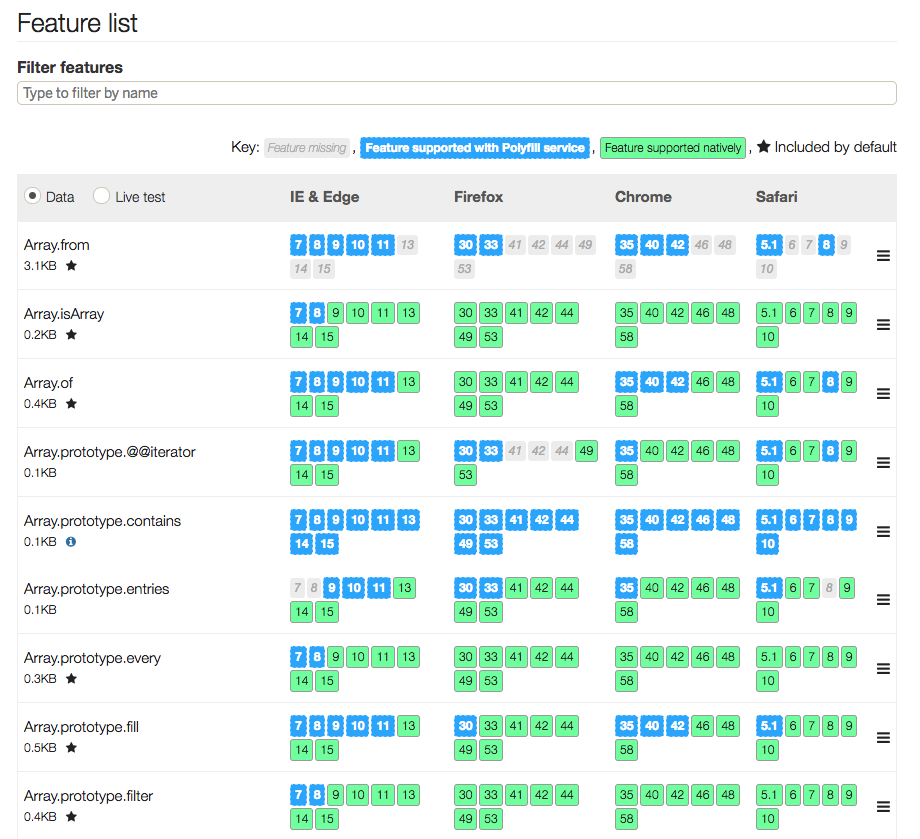 Feature list
Filter features
Type to filter by name
Key: Feature missing , Feature supported with Polyfill service , Feature supported natively , ★ Included by default
Data Live test IE & Edge Firefox Chrome Safari
Array.from 7 8 9 10 11 13 30 33 41 42 44 49 35 40 42 46 48 5.1 6 7 8 9
3.1KB ★ 14 15 53 58 10
Array.isArray 7 8 9 10 11 13 30 33 41 42 44 35 40 42 46 48 5.1 6 7 8 9
0.2KB ★ 14 15 49 53 58 10
Array.of 7 8 9 10 11 13 30 33 41 42 44 35 40 42 46 48 5.1 6 7 8 9
0.4KB ★ 14 15 49 53 58 10
Array.prototype.@@iterator 7 8 9 10 11 13 30 33 41 42 44 49 35 40 42 46 48 5.1 6 7 8 9
0.1KB 14 15 53 58 10
Array.prototype.contains 7 8 9 10 11 13 30 33 41 42 44 35 40 42 46 48 5.1 6 7 8 9
0.1KB 14 15 49 53 58 10
Array.prototype.entries 7 8 9 10 11 13 30 33 41 42 44 35 40 42 46 48 5.1 6 7 8 9
0.1KB 14 15 49 53 58 10
Array.prototype.every 7 8 9 10 11 13 30 33 41 42 44 35 40 42 46 48 5.1 6 7 8 9
0.3KB ★ 14 15 49 53 58 10
Array.prototype.fill 7 8 9 10 11 13 30 33 41 42 44 35 40 42 46 48 5.1 6 7 8 9
0.5KB ★ 14 15 49 53 58 10
Array.prototype.filter 7 8 9 10 11 13 30 33 41 42 44 35 40 42 46 48 5.1 6 7 8 9
0.4KB ★ 14 15 49 53 58 10